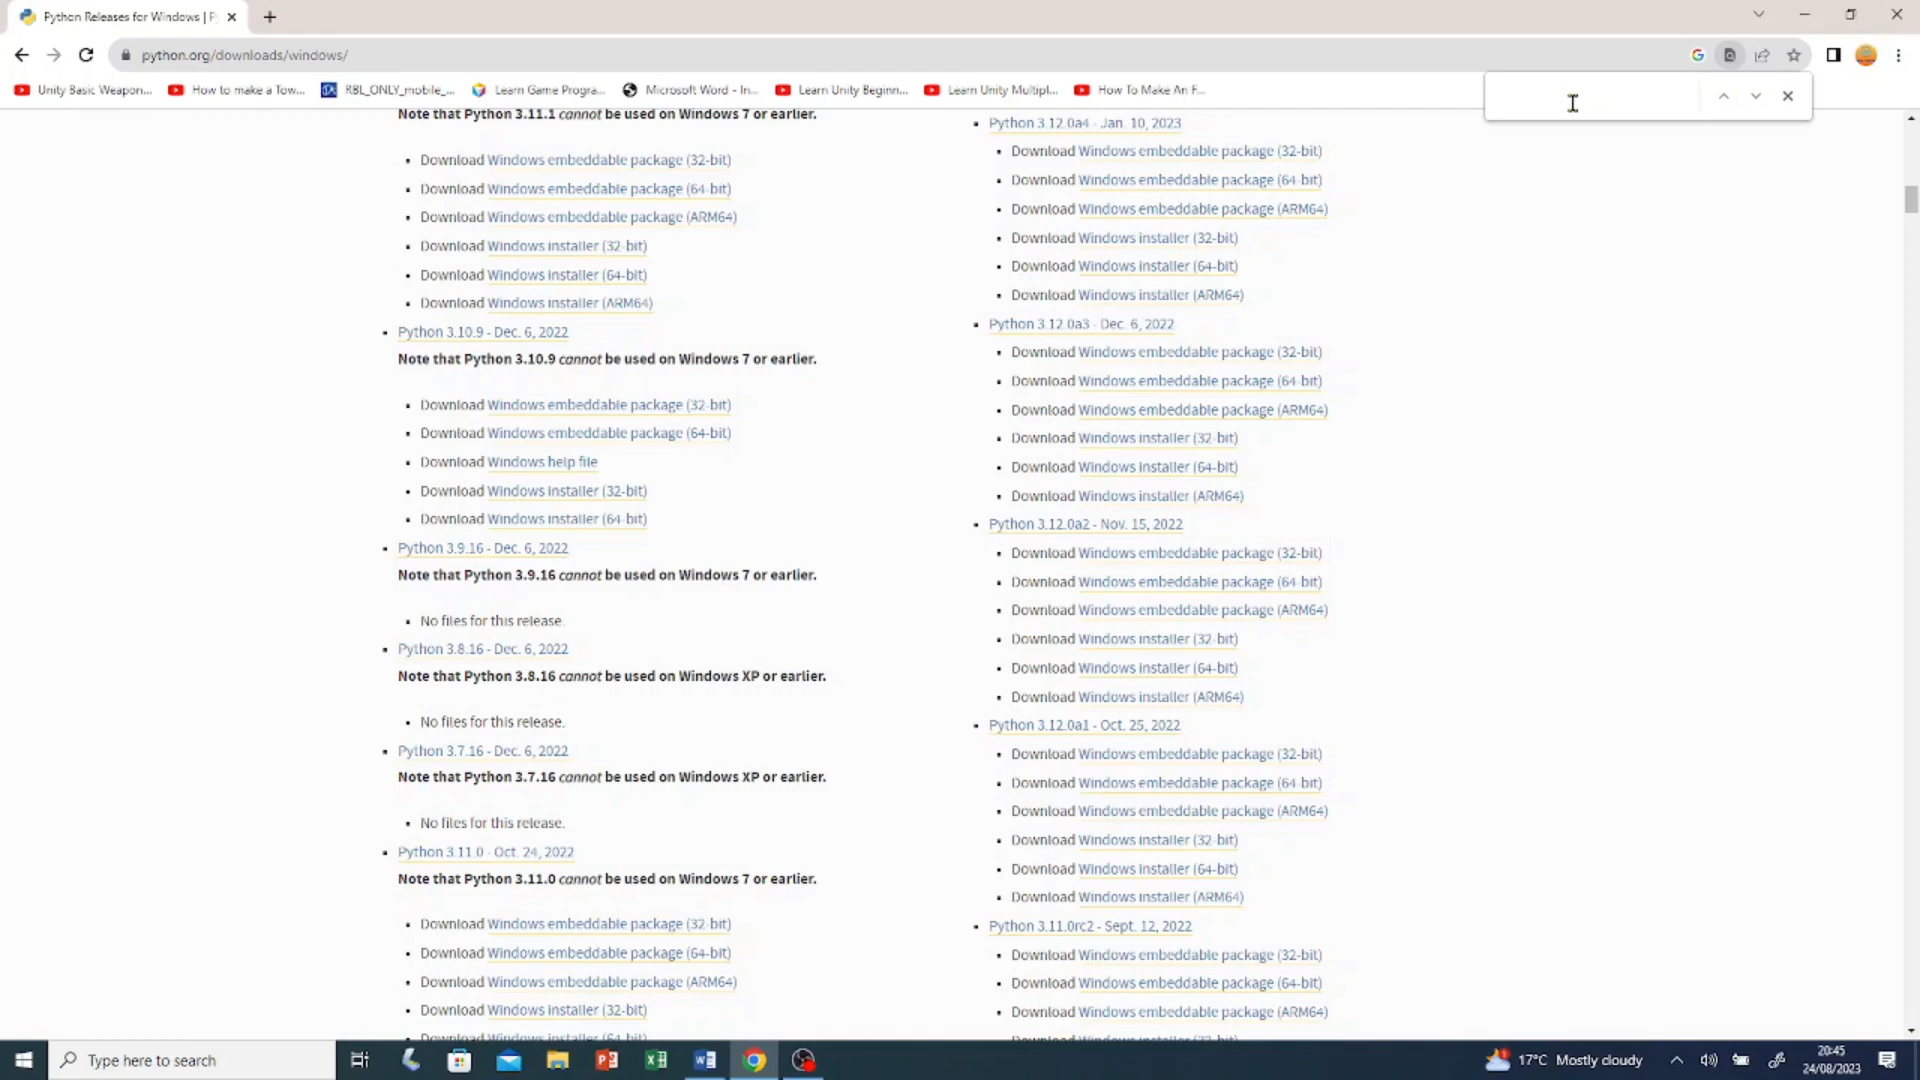 Python Releases for Windows | P
python.org/downloads/windows/
Unity Basic Weapon...
How to make a Tow...
RBL_ONLY_mobile_...
Learn Game Progra...
Microsoft Word - In...
Learn Unity Beginn...
Learn Unity Multipl...
How To Make An F...
Note that Python 3.11.1 cannot be used on Windows 7 or earlier.
Download Windows embeddable package (32-bit)
Download Windows embeddable package (64-bit)
Download Windows embeddable package (ARM64)
Download Windows installer (32-bit)
Download Windows installer (64-bit)
Download Windows installer (ARM64)
Python 3.10.9 - Dec. 6, 2022
Note that Python 3.10.9 cannot be used on Windows 7 or earlier.
Download Windows embeddable package (32-bit)
Download Windows embeddable package (64-bit)
Download Windows help file
Download Windows installer (32-bit)
Download Windows installer (64-bit)
Python 3.9.16 - Dec. 6, 2022
Note that Python 3.9.16 cannot be used on Windows 7 or earlier.
No files for this release.
Python 3.8.16 - Dec. 6, 2022
Note that Python 3.8.16 cannot be used on Windows XP or earlier.
No files for this release.
Python 3.7.16 - Dec. 6, 2022
Note that Python 3.7.16 cannot be used on Windows XP or earlier.
No files for this release.
Python 3.11.0 - Oct. 24, 2022
Note that Python 3.11.0 cannot be used on Windows 7 or earlier.
Download Windows embeddable package (32-bit)
Download Windows embeddable package (64-bit)
Download Windows embeddable package (ARM64)
Download Windows installer (32-bit)
Download Windows installer (64-bit)
Python 3.12.0a4 - Jan. 10, 2023
Download Windows embeddable package (32-bit)
Download Windows embeddable package (64-bit)
Download Windows embeddable package (ARM64)
Download Windows installer (32-bit)
Download Windows installer (64-bit)
Download Windows installer (ARM64)
Python 3.12.0a3 - Dec. 6, 2022
Download Windows embeddable package (32-bit)
Download Windows embeddable package (64-bit)
Download Windows embeddable package (ARM64)
Download Windows installer (32-bit)
Download Windows installer (64-bit)
Download Windows installer (ARM64)
Python 3.12.0a2 - Nov. 15, 2022
Download Windows embeddable package (32-bit)
Download Windows embeddable package (64-bit)
Download Windows embeddable package (ARM64)
Download Windows installer (32-bit)
Download Windows installer (64-bit)
Download Windows installer (ARM64)
Python 3.12.0a1 - Oct. 25, 2022
Download Windows embeddable package (32-bit)
Download Windows embeddable package (64-bit)
Download Windows embeddable package (ARM64)
Download Windows installer (32-bit)
Download Windows installer (64-bit)
Download Windows installer (ARM64)
Python 3.11.0rc2 - Sept. 12, 2022
Download Windows embeddable package (32-bit)
Download Windows embeddable package (64-bit)
Download Windows embeddable package (ARM64)
Type here to search
17°C Mostly cloudy
20:45
24/08/2023